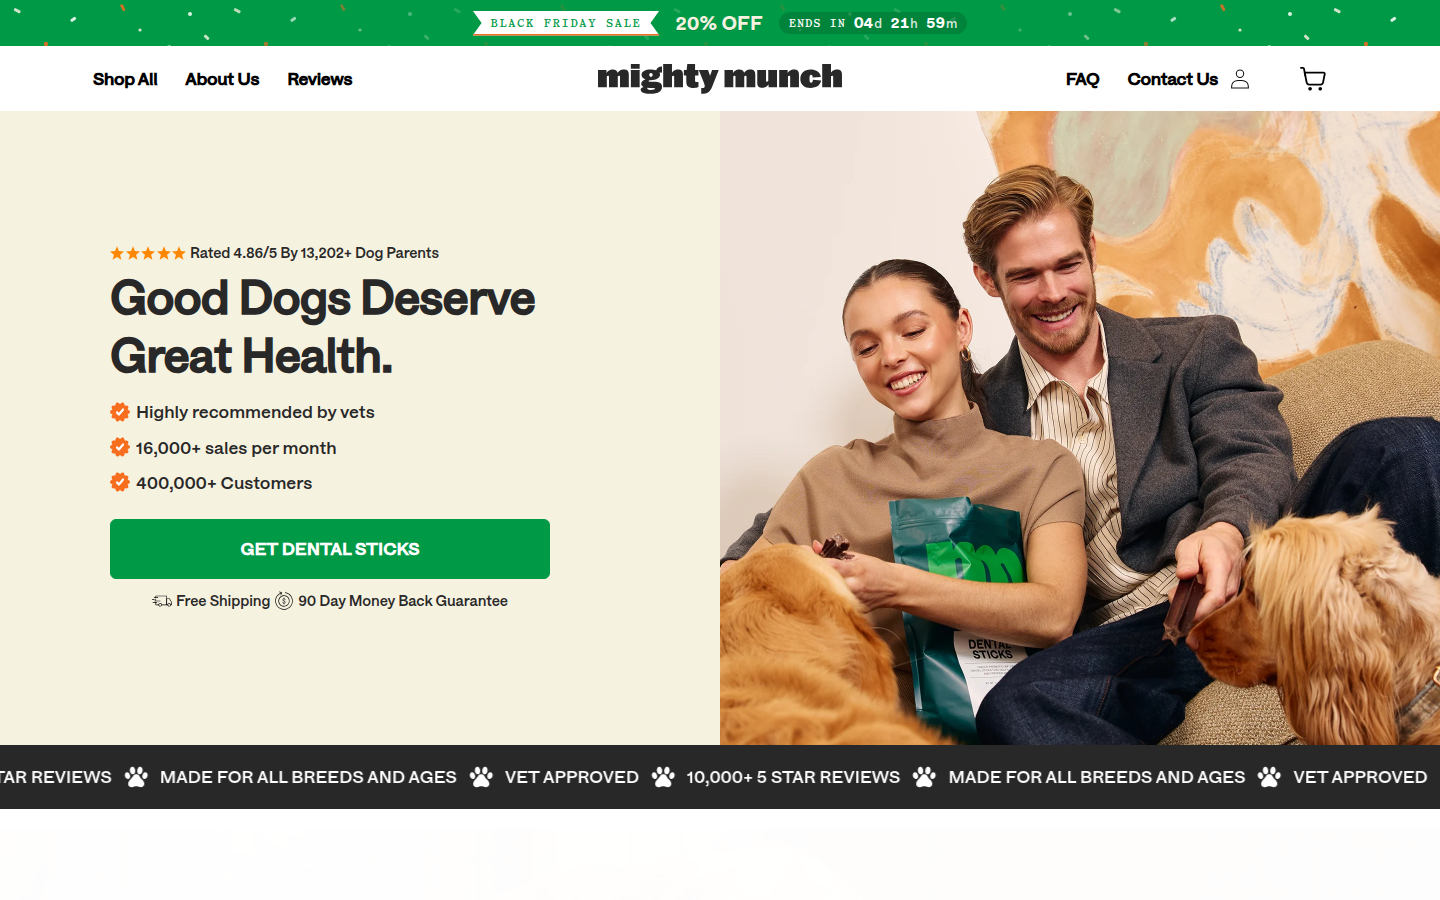 BLACK FRIDAY SALE 20% OFF ENDS IN 04d 21h 59m
Shop All About Us Reviews mighty munch FAQ Contact Us
Rated 4.86/5 By 13,202+ Dog Parents
Good Dogs Deserve
Great Health.
Highly recommended by vets
16,000+ sales per month
400,000+ Customers
GET DENTAL STICKS
Free Shipping 90 Day Money Back Guarantee
m
DENTAL
STICKS
TAR REVIEWS MADE FOR ALL BREEDS AND AGES VET APPROVED 10,000+ 5 STAR REVIEWS MADE FOR ALL BREEDS AND AGES VET APPROVED